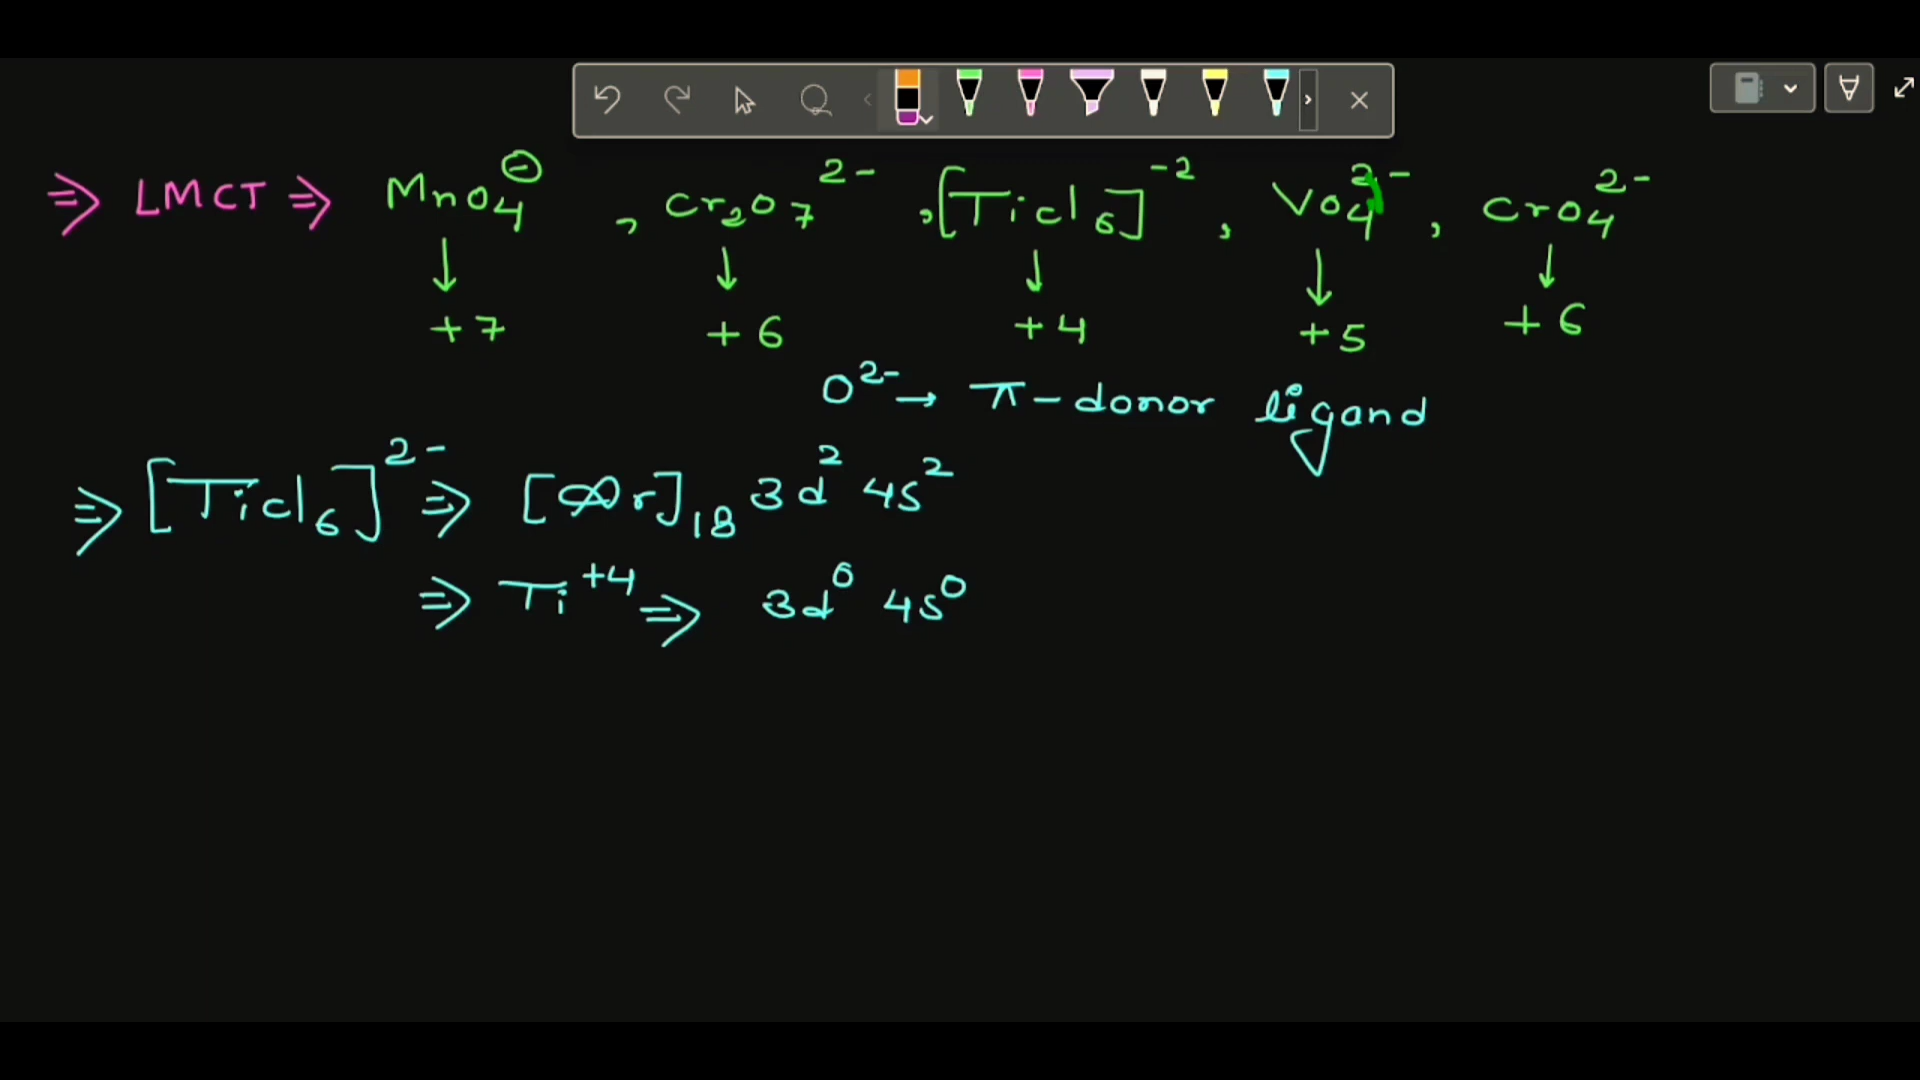 ⇒ LMCT ⇒ MnO4⊖ , Cr2O7 2- , [TiCl6]-2 , VO4 2- , CrO4 2-
↓ ↓ ↓ ↓ ↓
+7 +6 +4 +5 +6
O2- → π-donor ligand
⇒ [TiCl6]2- ⇒ [Ar]18 3d2 4s2
⇒ Ti+4 ⇒ 3d0 4s0